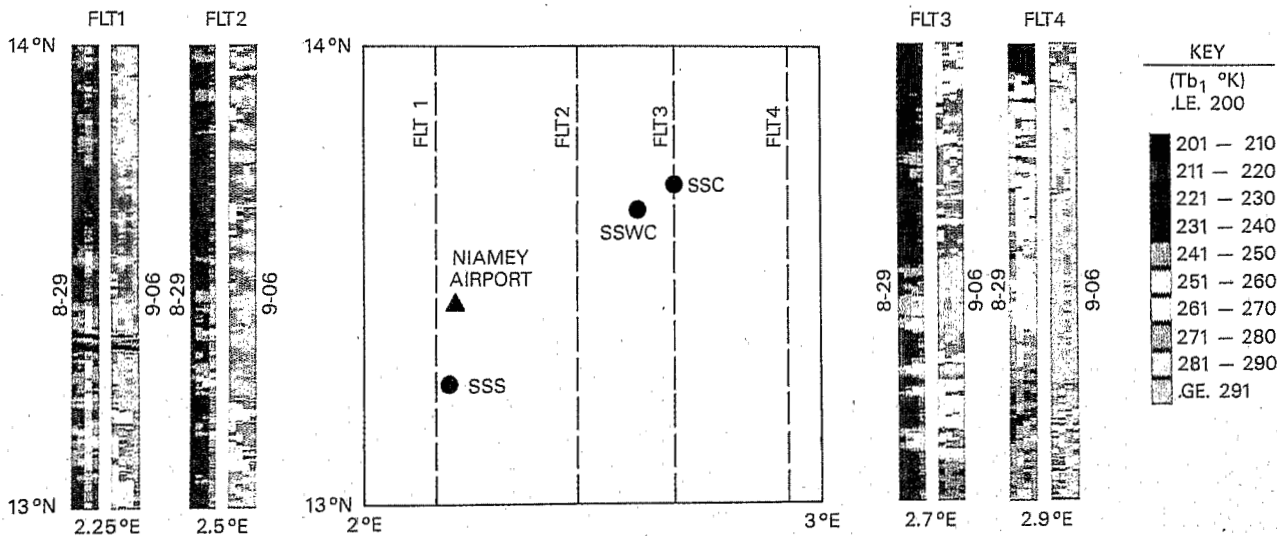 FLT1
FLT2
FLT3
FLT4
14°N
14°N
FLT 1
FLT2
FLT3
FLT4
KEY
(Tb₁ °K)
.LE. 200
201 — 210
211 — 220
221 — 230
231 — 240
241 — 250
251 — 260
261 — 270
271 — 280
281 — 290
.GE. 291
SSC
SSWC
NIAMEY
AIRPORT
SSS
8-29
9-06
8-29
9-06
8-29
9-06
8-29
9-06
13°N
13°N
2.25°E
2.5°E
2°E
3°E
2.7°E
2.9°E